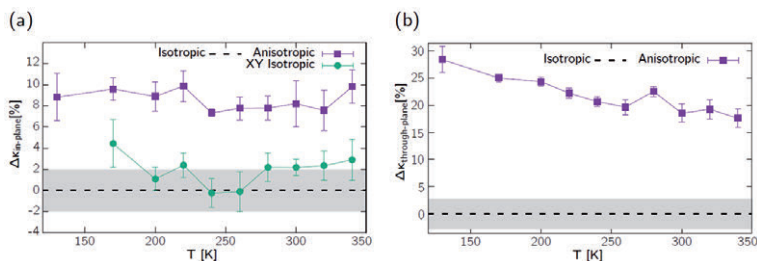 (a)
Isotropic Anisotropic
XY Isotropic
12
10
8
6
4
2
0
-2
-4
150 200 250 300 350
Δκin-plane[%]
T [K]
(b)
Isotropic Anisotropic
30
25
20
15
10
5
0
150 200 250 300 350
Δκthrough-plane[%]
T [K]